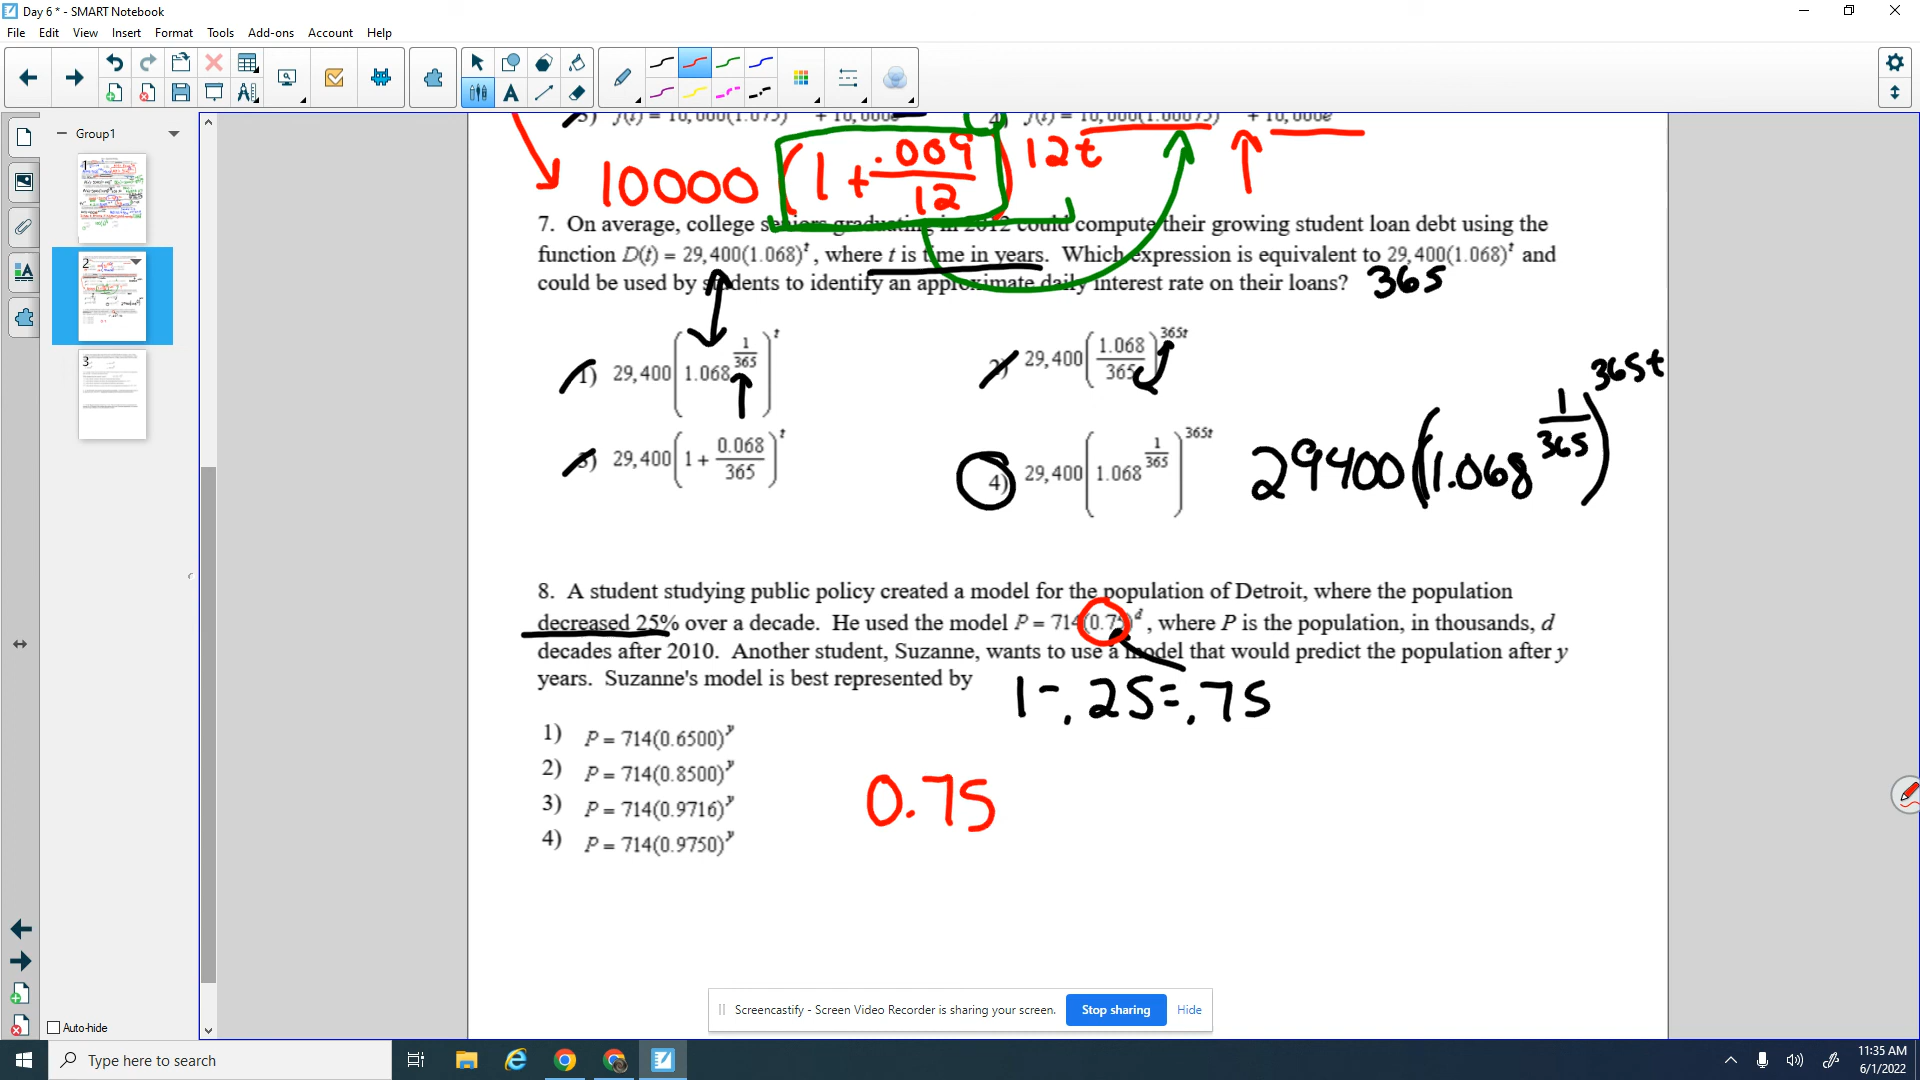 Day 6 * - SMART Notebook
File Edit View Insert Format Tools Add-ons Account Help
Group1
1
2
3
Auto-hide
10000 (1 + .009/12) 12t
7. On average, college seniors graduating in 2012 could compute their growing student loan debt using the
function D(t) = 29,400(1.068)^t, where t is time in years. Which expression is equivalent to 29,400(1.068)^t and
could be used by students to identify an approximate daily interest rate on their loans? 365
1) 29,400(1.068^(1/365))^t
2) 29,400(1.068/365)^365t
3) 29,400(1 + 0.068/365)^t
4) 29,400(1.068^(1/365))^365t
29400(1.068^(1/365))^365t
8. A student studying public policy created a model for the population of Detroit, where the population
decreased 25% over a decade. He used the model P = 714(0.75)^d, where P is the population, in thousands, d
decades after 2010. Another student, Suzanne, wants to use a model that would predict the population after y
years. Suzanne's model is best represented by
1 - .25 = .75
1) P = 714(0.6500)^y
2) P = 714(0.8500)^y
3) P = 714(0.9716)^y
4) P = 714(0.9750)^y
0.75
Screencastify - Screen Video Recorder is sharing your screen. Stop sharing Hide
Type here to search
11:35 AM
6/1/2022